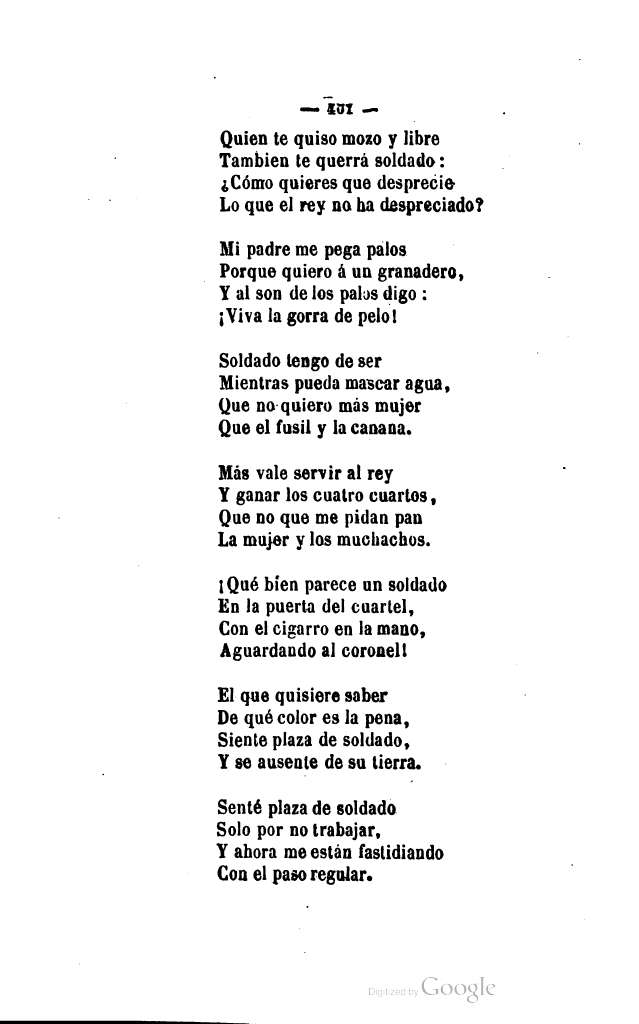 — 401 —
Quien te quiso mozo y libre
Tambien te querrá soldado:
¿Cómo quieres que desprecie
Lo que el rey no ha despreciado?
Mi padre me pega palos
Porque quiero á un granadero,
Y al son de los palos digo:
¡Viva la gorra de pelo!
Soldado tengo de ser
Mientras pueda mascar agua,
Que no quiero más mujer
Que el fusil y la canana.
Más vale servir al rey
Y ganar los cuatro cuartos,
Que no que me pidan pan
La mujer y los muchachos.
¡Qué bien parece un soldado
En la puerta del cuartel,
Con el cigarro en la mano,
Aguardando al coronel!
El que quisiere saber
De qué color es la pena,
Siente plaza de soldado,
Y se ausente de su tierra.
Senté plaza de soldado
Solo por no trabajar,
Y ahora me están fastidiando
Con el paso regular.
Digitized by Google